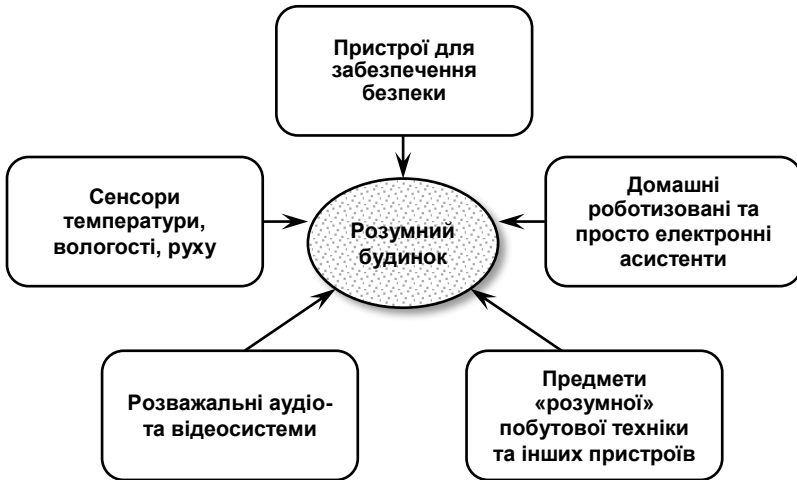 Пристрої для
забезпечення
безпеки
Сенсори
температури,
вологості, руху
Розумний
будинок
Домашні
роботизовані та
просто електронні
асистенти
Розважальні аудіо-
та відеосистеми
Предмети
«розумної»
побутової техніки
та інших пристроїв